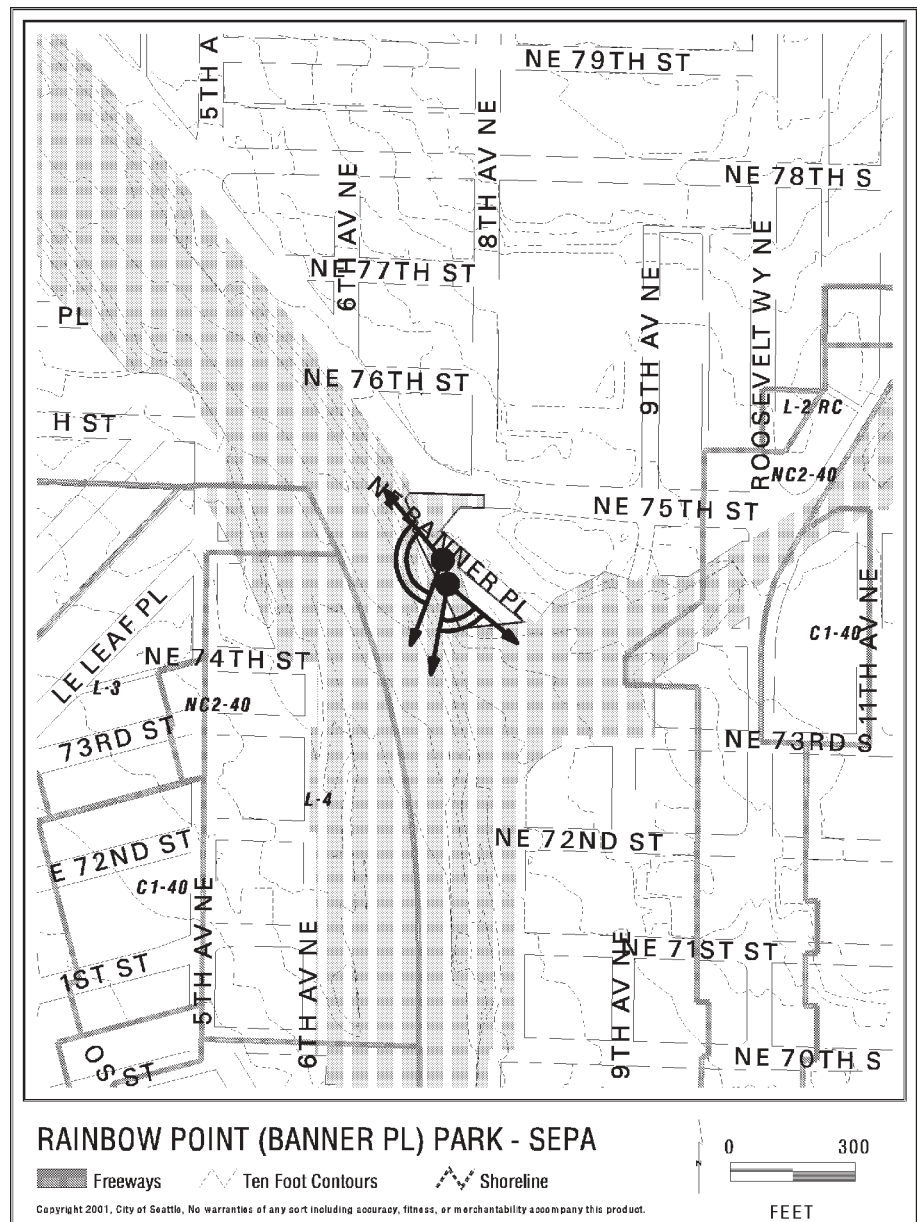 NE 79TH ST
5TH A
8TH AV NE
NE 78TH S
6TH AV NE
ROOSEVELT WY NE
NE 77TH ST
9TH AV NE
PL
NE 76TH ST
L-2 RC
H ST
NC2-40
NE BANNER PL
NE 75TH ST
11TH AV NE
C1-40
LE LEAF PL
NE 74TH ST
L-3
NC2-40
73RD ST
NE 73RD S
L-4
NE 72ND ST
E 72ND ST
C1-40
5TH AV NE
6TH AV NE
9TH AV NE
NE 71ST ST
1ST ST
NE 70TH S
O S ST
RAINBOW POINT (BANNER PL) PARK - SEPA
Freeways Ten Foot Contours Shoreline
Copyright 2001, City of Seattle, No warranties of any sort including accuracy, fitness, or merchantability accompany this product.
N
0 300
FEET